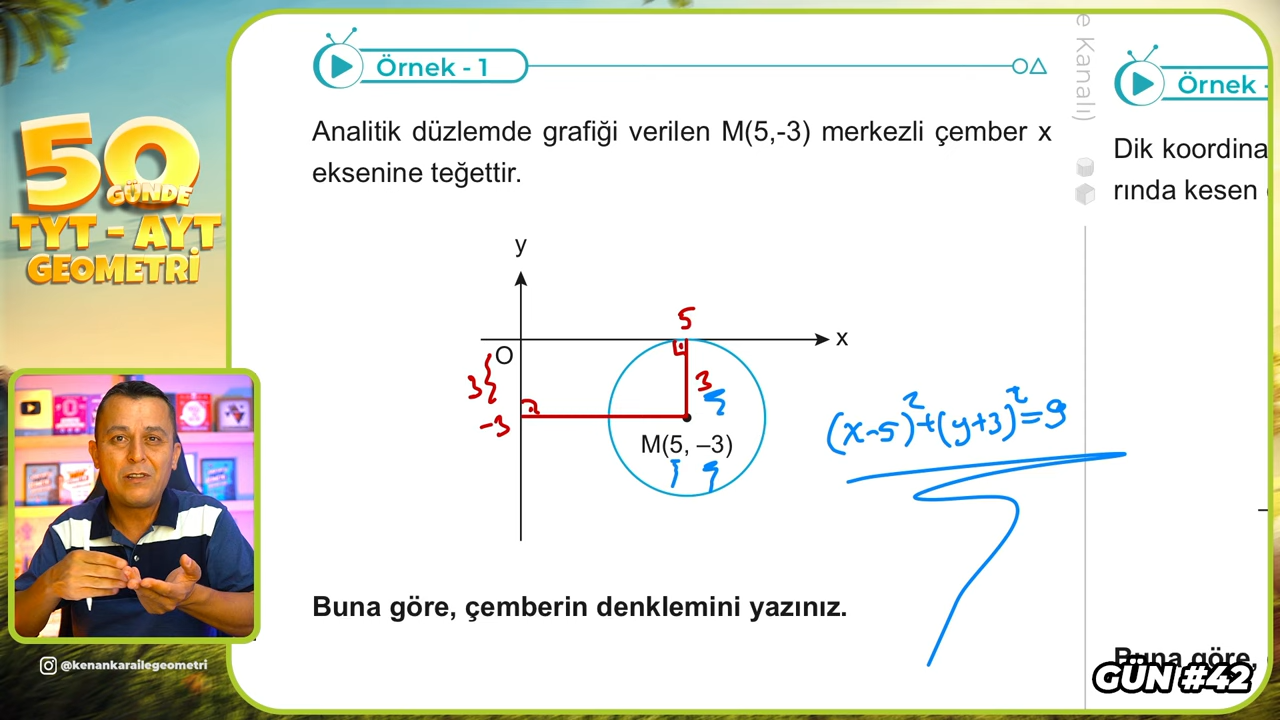 50
GÜNDE
TYT - AYT
GEOMETRİ
@kenankarailegeometri
Örnek - 1
Analitik düzlemde grafiği verilen M(5,-3) merkezli çember x
eksenine teğettir.
y
5
x
O
3
3
-3
M(5, –3)
(x-5)²+(y+3)²=9
Buna göre, çemberin denklemini yazınız.
e Kanalı)
Örnek -
Dik koordina
rında kesen
Buna göre,
GÜN #42